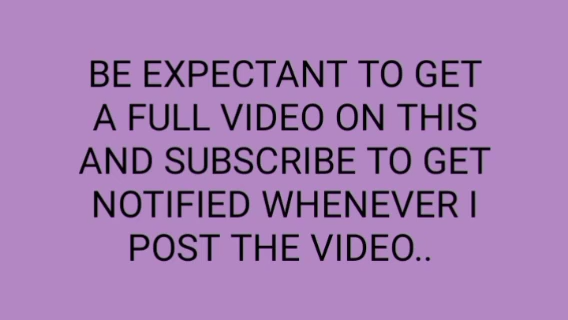 BE EXPECTANT TO GET
A FULL VIDEO ON THIS
AND SUBSCRIBE TO GET
NOTIFIED WHENEVER I
POST THE VIDEO..